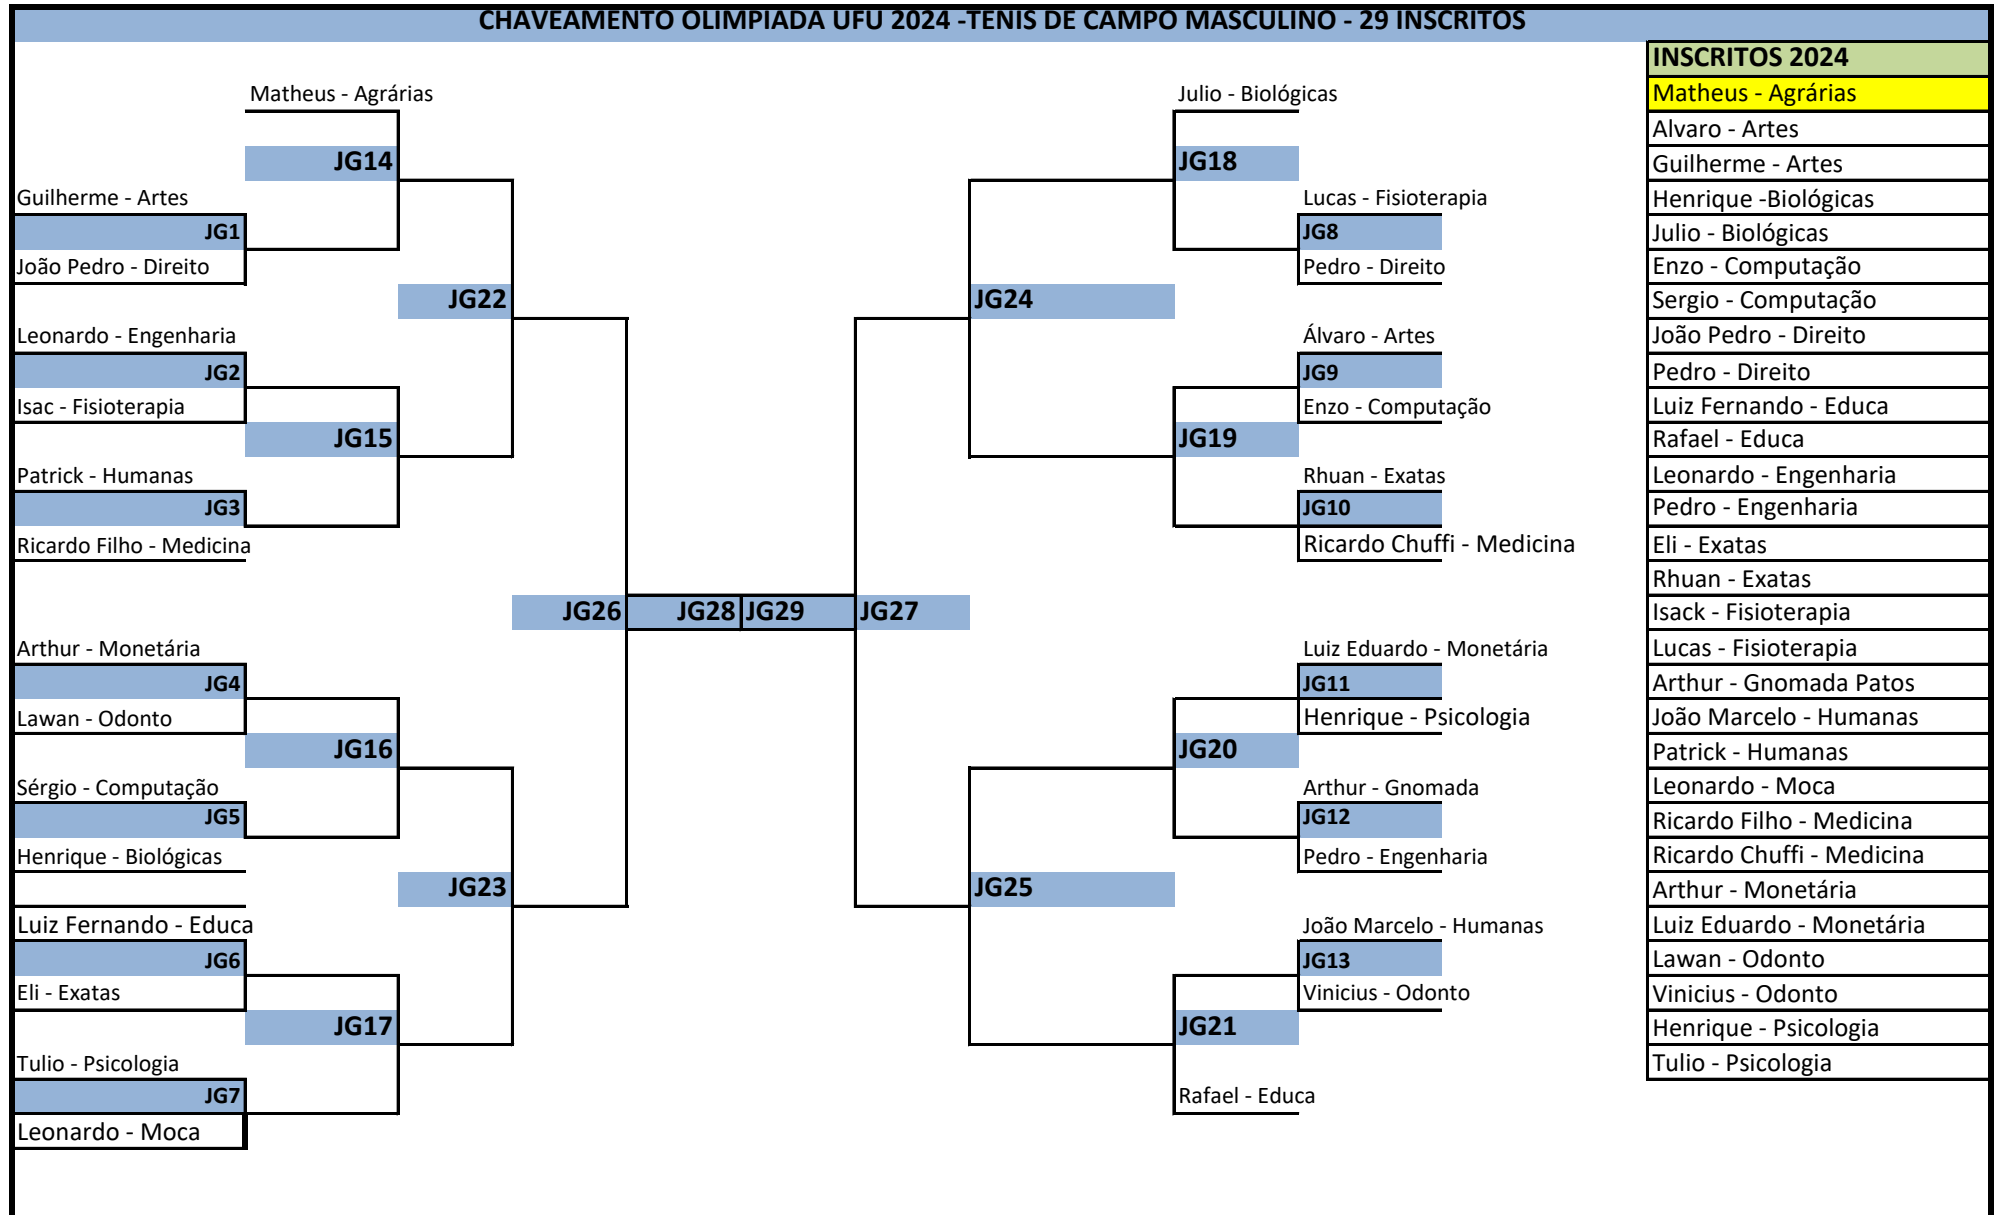 CHAVEAMENTO OLIMPIADA UFU 2024 -TENIS DE CAMPO MASCULINO - 29 INSCRITOS
Matheus - Agrárias
JG14
Guilherme - Artes
JG1
João Pedro - Direito
JG22
Leonardo - Engenharia
JG2
Isac - Fisioterapia
JG15
Patrick - Humanas
JG3
Ricardo Filho - Medicina
JG26
JG28
JG29
JG27
Arthur - Monetária
JG4
Lawan - Odonto
JG16
Sérgio - Computação
JG5
Henrique - Biológicas
JG23
Luiz Fernando - Educa
JG6
Eli - Exatas
JG17
Tulio - Psicologia
JG7
Leonardo - Moca
Julio - Biológicas
JG18
Lucas - Fisioterapia
JG8
Pedro - Direito
JG24
Álvaro - Artes
JG9
Enzo - Computação
JG19
Rhuan - Exatas
JG10
Ricardo Chuffi - Medicina
Luiz Eduardo - Monetária
JG11
Henrique - Psicologia
JG20
Arthur - Gnomada
JG12
Pedro - Engenharia
JG25
João Marcelo - Humanas
JG13
Vinicius - Odonto
JG21
Rafael - Educa
INSCRITOS 2024
Matheus - Agrárias
Alvaro - Artes
Guilherme - Artes
Henrique -Biológicas
Julio - Biológicas
Enzo - Computação
Sergio - Computação
João Pedro - Direito
Pedro - Direito
Luiz Fernando - Educa
Rafael - Educa
Leonardo - Engenharia
Pedro - Engenharia
Eli - Exatas
Rhuan - Exatas
Isack - Fisioterapia
Lucas - Fisioterapia
Arthur - Gnomada Patos
João Marcelo - Humanas
Patrick - Humanas
Leonardo - Moca
Ricardo Filho - Medicina
Ricardo Chuffi - Medicina
Arthur - Monetária
Luiz Eduardo - Monetária
Lawan - Odonto
Vinicius - Odonto
Henrique - Psicologia
Tulio - Psicologia